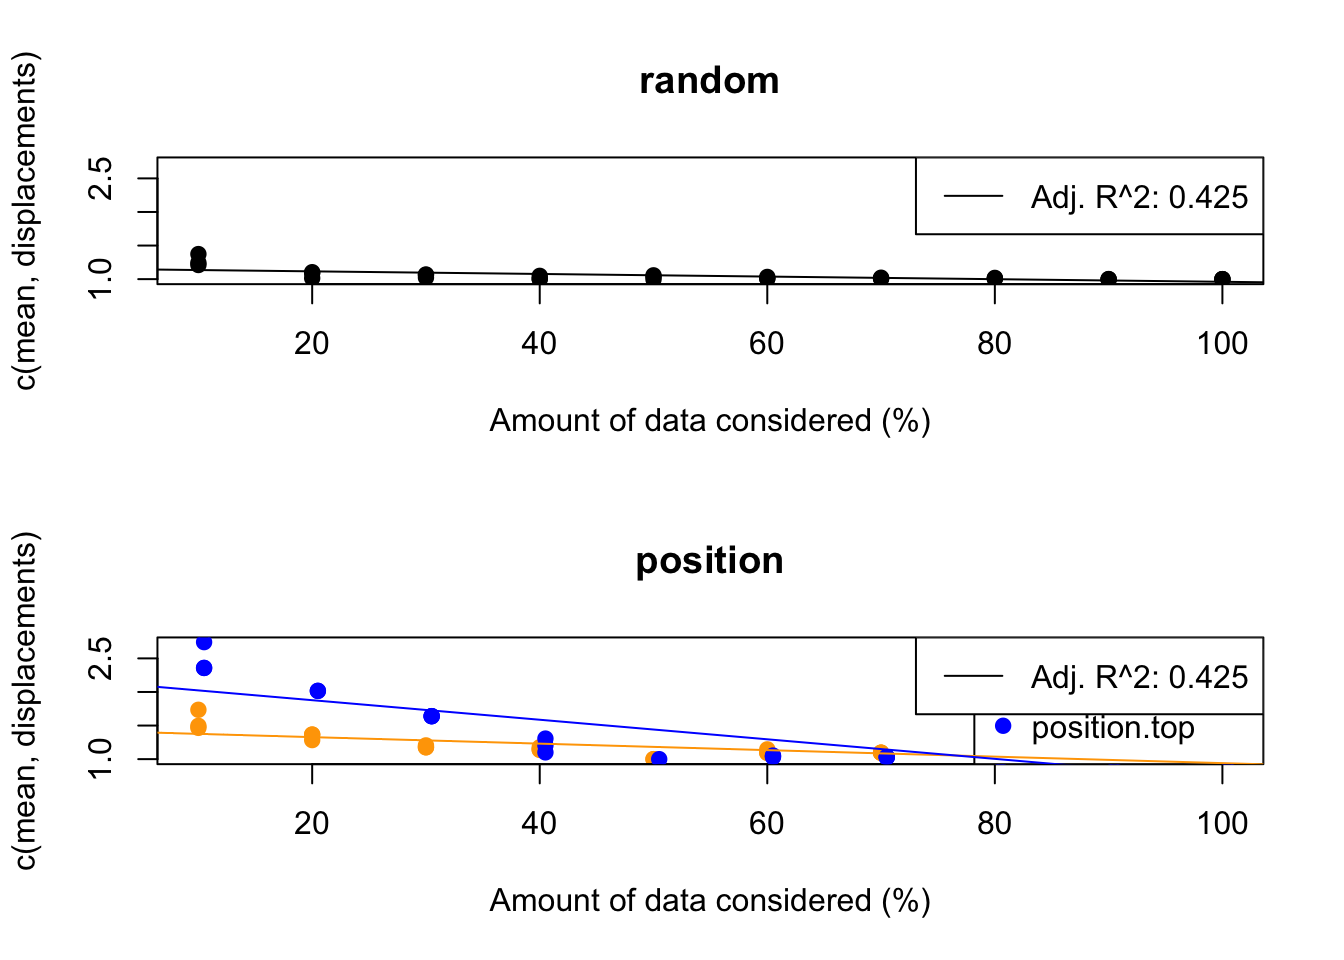 random
c(mean, displacements)
2.5
1.0
Adj. R^2: 0.425
20 40 60 80 100
Amount of data considered (%)
position
c(mean, displacements)
2.5
1.0
Adj. R^2: 0.425
position.top
20 40 60 80 100
Amount of data considered (%)